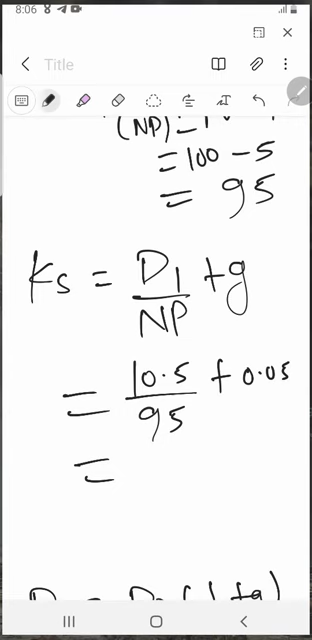 8:06
Title
(NP)
= 100 - 5
= 95
Ks = D1/NP + g
= 10.5/95 + 0.05
=